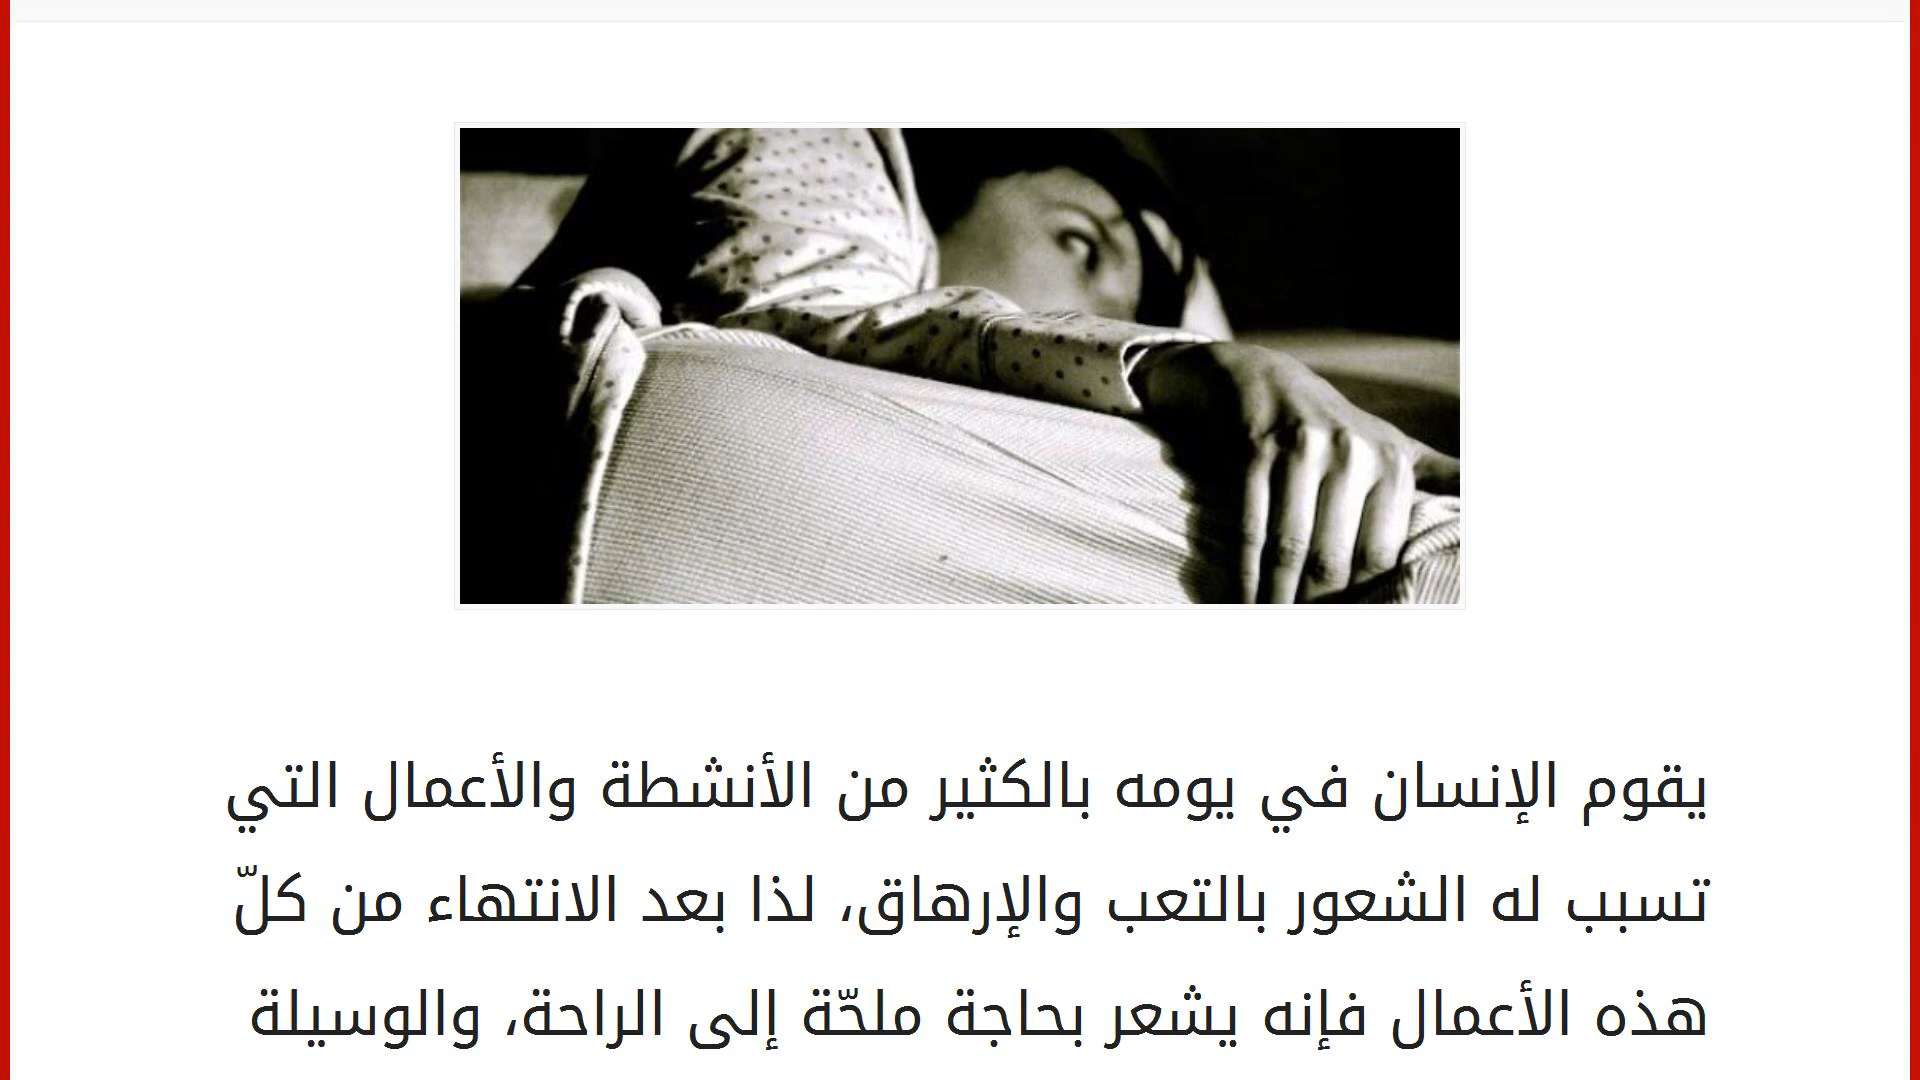 يقوم الإنسان في يومه بالكثير من الأنشطة والأعمال التي
تسبب له الشعور بالتعب والإرهاق، لذا بعد الانتهاء من كلّ
هذه الأعمال فإنه يشعر بحاجة ملحّة إلى الراحة، والوسيلة